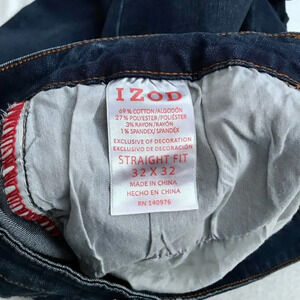 IZOD
69% COTTON/ALGODÓN
27% POLYESTER/POLIÉSTER
3% RAYON/RAYÓN
1% SPANDEX/SPANDEX
EXCLUSIVE OF DECORATION
EXCLUSIVO DE DECORACIÓN
STRAIGHT FIT
32 X 32
MADE IN CHINA
HECHO EN CHINA
RN 140976